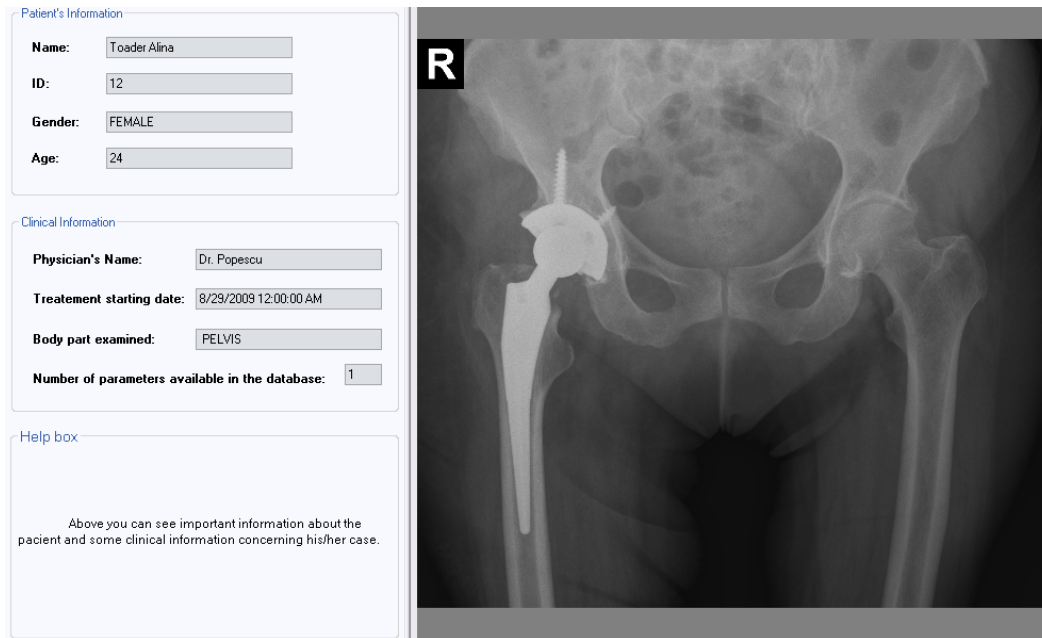 Patient's Information
Name: Toader Alina
ID: 12
Gender: FEMALE
Age: 24
Clinical Information
Physician's Name: Dr. Popescu
Treatement starting date: 8/29/2009 12:00:00 AM
Body part examined: PELVIS
Number of parameters available in the database: 1
Help box
Above you can see important information about the
pacient and some clinical information concerning his/her case.
R